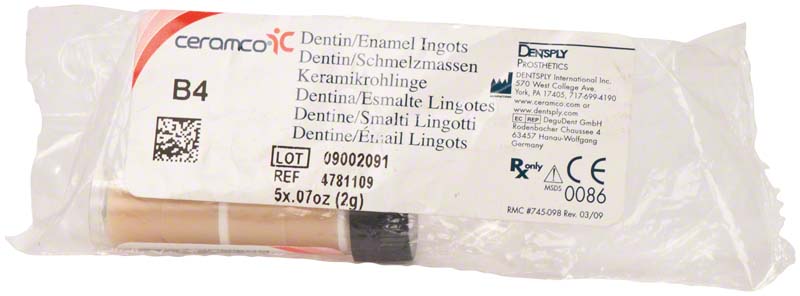 ceramco iC
B4
Dentin/Enamel Ingots
Dentin/Schmelzmassen
Keramikrohlinge
Dentina/Esmalte Lingotes
Dentine/Smalti Lingotti
Dentine/Émail Lingots
LOT 09002091
REF 4781109
5x.07oz (2g)
DENTSPLY
PROSTHETICS
DENTSPLY International Inc.
570 West College Ave.
York, PA 17405, 717-699-4190
www.ceramco.com or
www.dentsply.com
EC REP DeguDent GmbH
Rodenbacher Chaussee 4
63457 Hanau-Wolfgang
Germany
Rx only
MSDS
CE
0086
RMC #745-098 Rev. 03/09